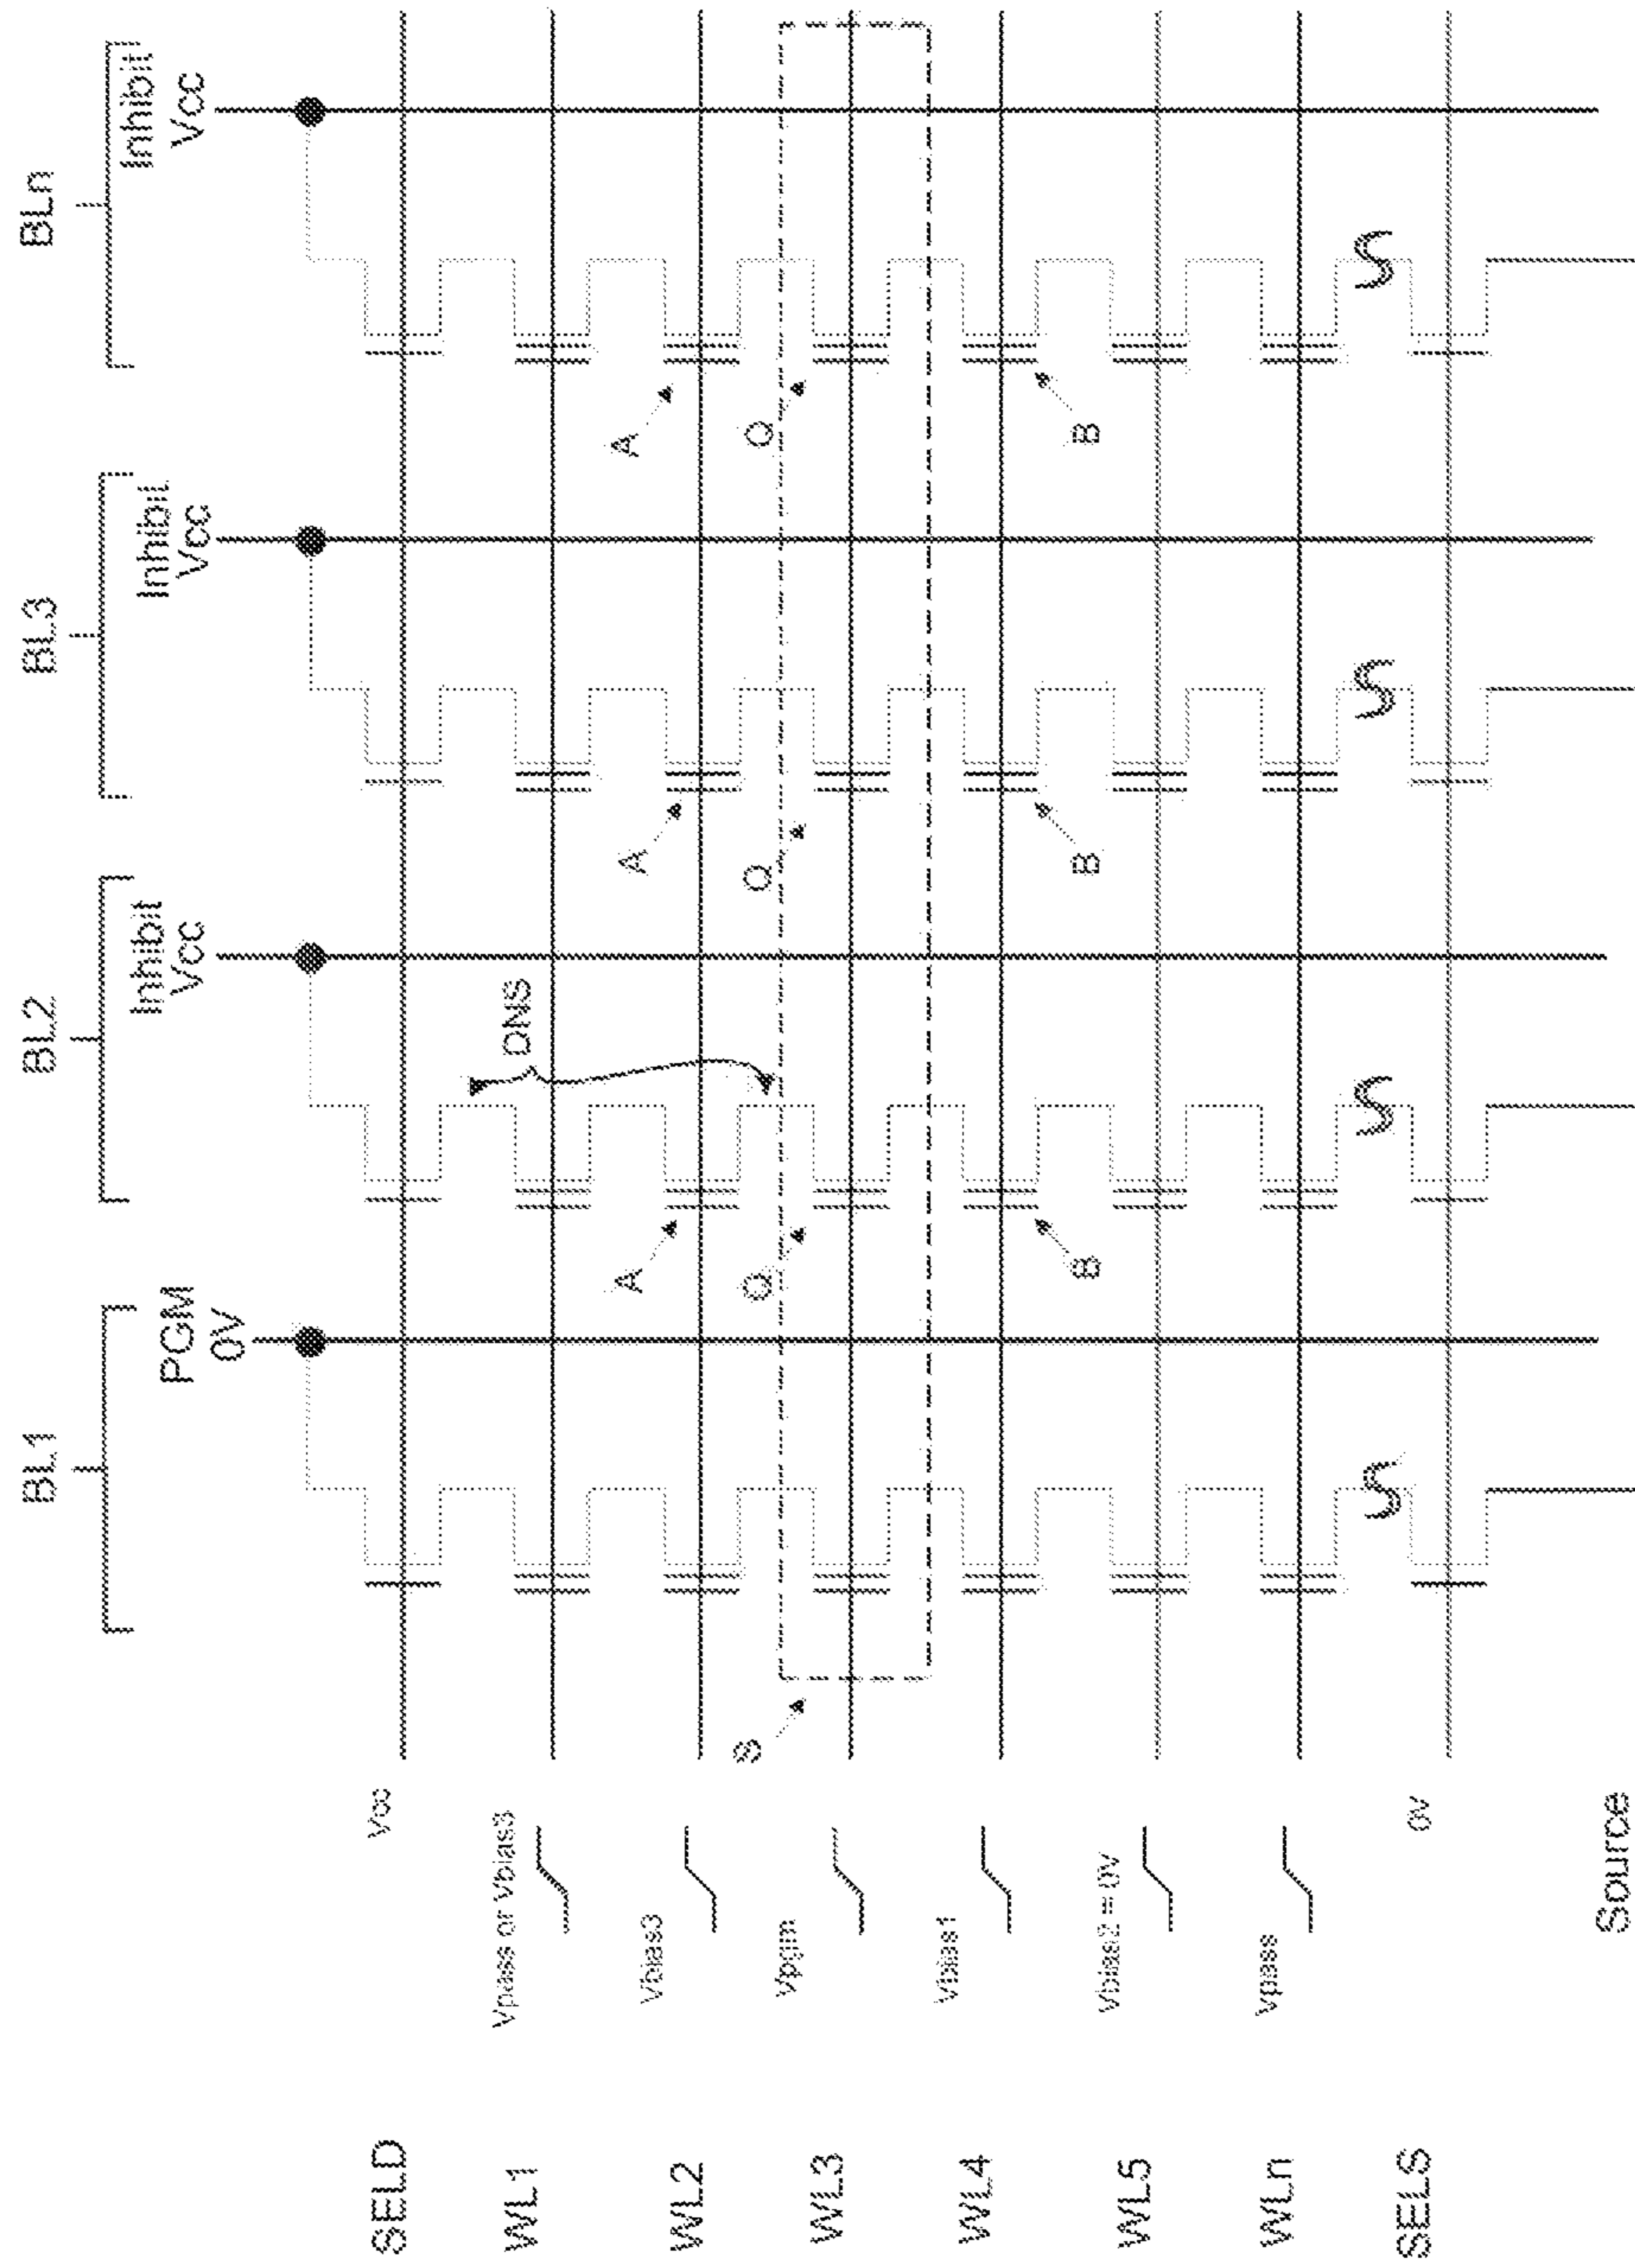 BL1
BL2
BL3
BLn
PGM
0V
Inhibit
Vcc
Inhibit
Vcc
Inhibit
Vcc
SELD
Vcc
WL1
Vpass or Vbias3
DNS
WL2
Vbias3
A
A
A
S
Q
Q
Q
WL3
Vpgm
WL4
Vbias1
B
B
B
WL5
Vbias2 = 0V
WLn
Vpass
SELS
0V
Source